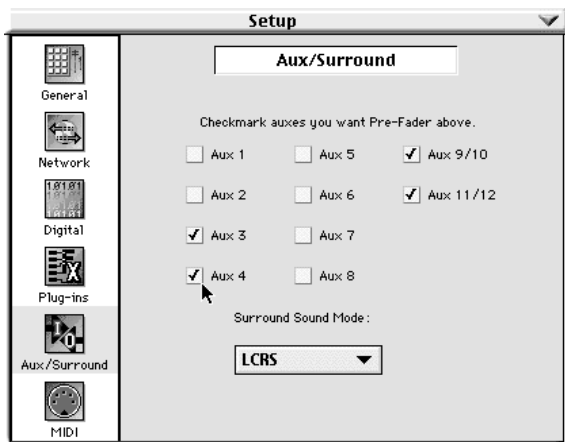 Setup
Aux/Surround
General
Network
Digital
Plug-ins
Aux/Surround
MIDI
Checkmark auxes you want Pre-Fader above.
Aux 1 Aux 5 Aux 9/10
Aux 2 Aux 6 Aux 11/12
Aux 3 Aux 7
Aux 4 Aux 8
Surround Sound Mode:
LCRS